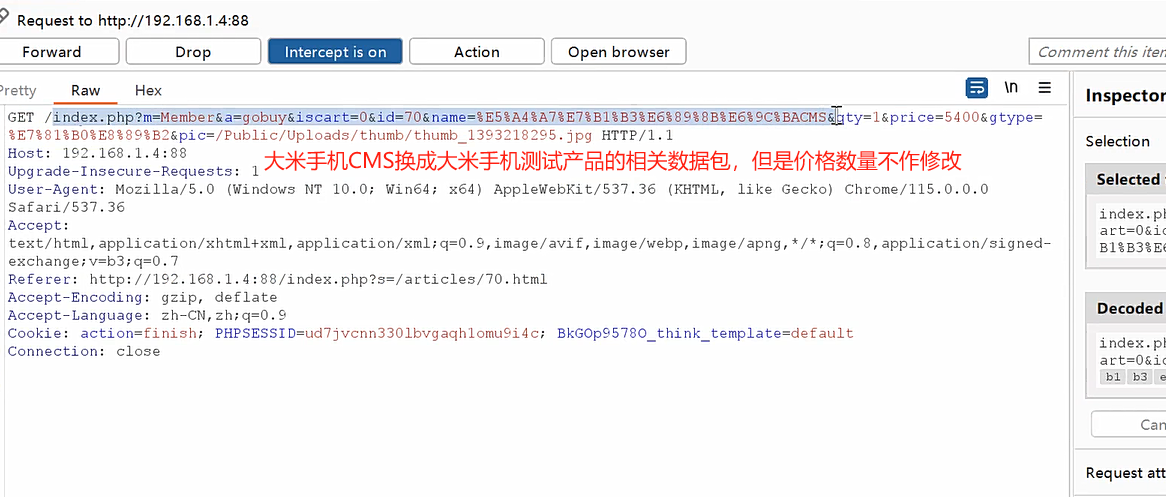 Request to http://192.168.1.4:88
Forward
Drop
Intercept is on
Action
Open browser
Comment this item
Pretty
Raw
Hex
\n
Inspector
GET /index.php?m=Member&a=gobuy&iscart=0&id=70&name=%E5%A4%A7%E7%B1%B3%E6%89%8B%E6%9C%BACMS&qty=1&price=5400&gtype=
%E7%81%B0%E8%89%B2&pic=/Public/Uploads/thumb/thumb_1393218295.jpg HTTP/1.1
Host: 192.168.1.4:88
大米手机CMS换成大米手机测试产品的相关数据包，但是价格数量不作修改
Upgrade-Insecure-Requests: 1
User-Agent: Mozilla/5.0 (Windows NT 10.0; Win64; x64) AppleWebKit/537.36 (KHTML, like Gecko) Chrome/115.0.0.0
Safari/537.36
Accept:
text/html,application/xhtml+xml,application/xml;q=0.9,image/avif,image/webp,image/apng,*/*;q=0.8,application/signed-
exchange;v=b3;q=0.7
Referer: http://192.168.1.4:88/index.php?s=/articles/70.html
Accept-Encoding: gzip, deflate
Accept-Language: zh-CN,zh;q=0.9
Cookie: action=finish; PHPSESSID=ud7jvcnn330lbvgaqh1omu9i4c; BkGOp9578O_think_template=default
Connection: close
Selection
Selected
index.ph
art=0&id
B1%B3%E6
Decoded
index.ph
art=0&id
b1 b3 e
Can
Request att